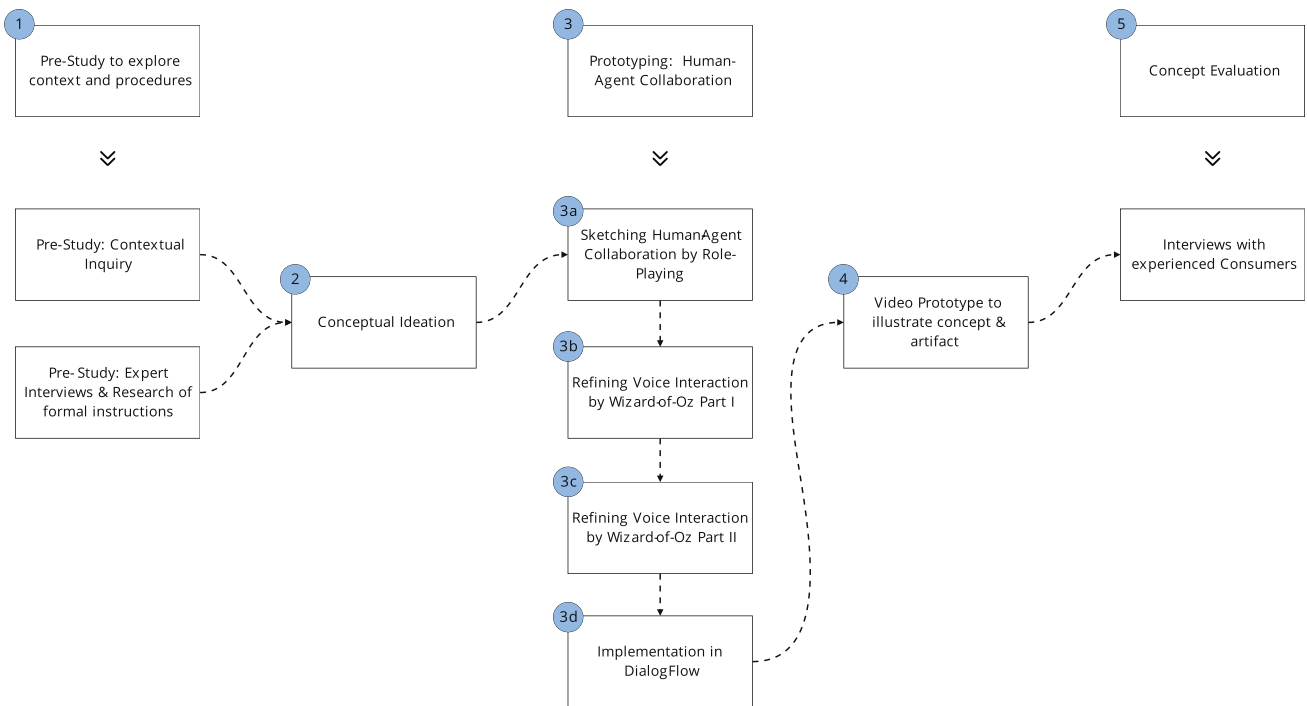 1
Pre-Study to explore
context and procedures
Pre-Study: Contextual
Inquiry
Pre-Study: Expert
Interviews & Research of
formal instructions
2
Conceptual Ideation
3
Prototyping: Human-
Agent Collaboration
3a
Sketching Human-Agent
Collaboration by Role-
Playing
3b
Refining Voice Interaction
by Wizard-of-Oz Part I
3c
Refining Voice Interaction
by Wizard-of-Oz Part II
3d
Implementation in
DialogFlow
4
Video Prototype to
illustrate concept &
artifact
5
Concept Evaluation
Interviews with
experienced Consumers